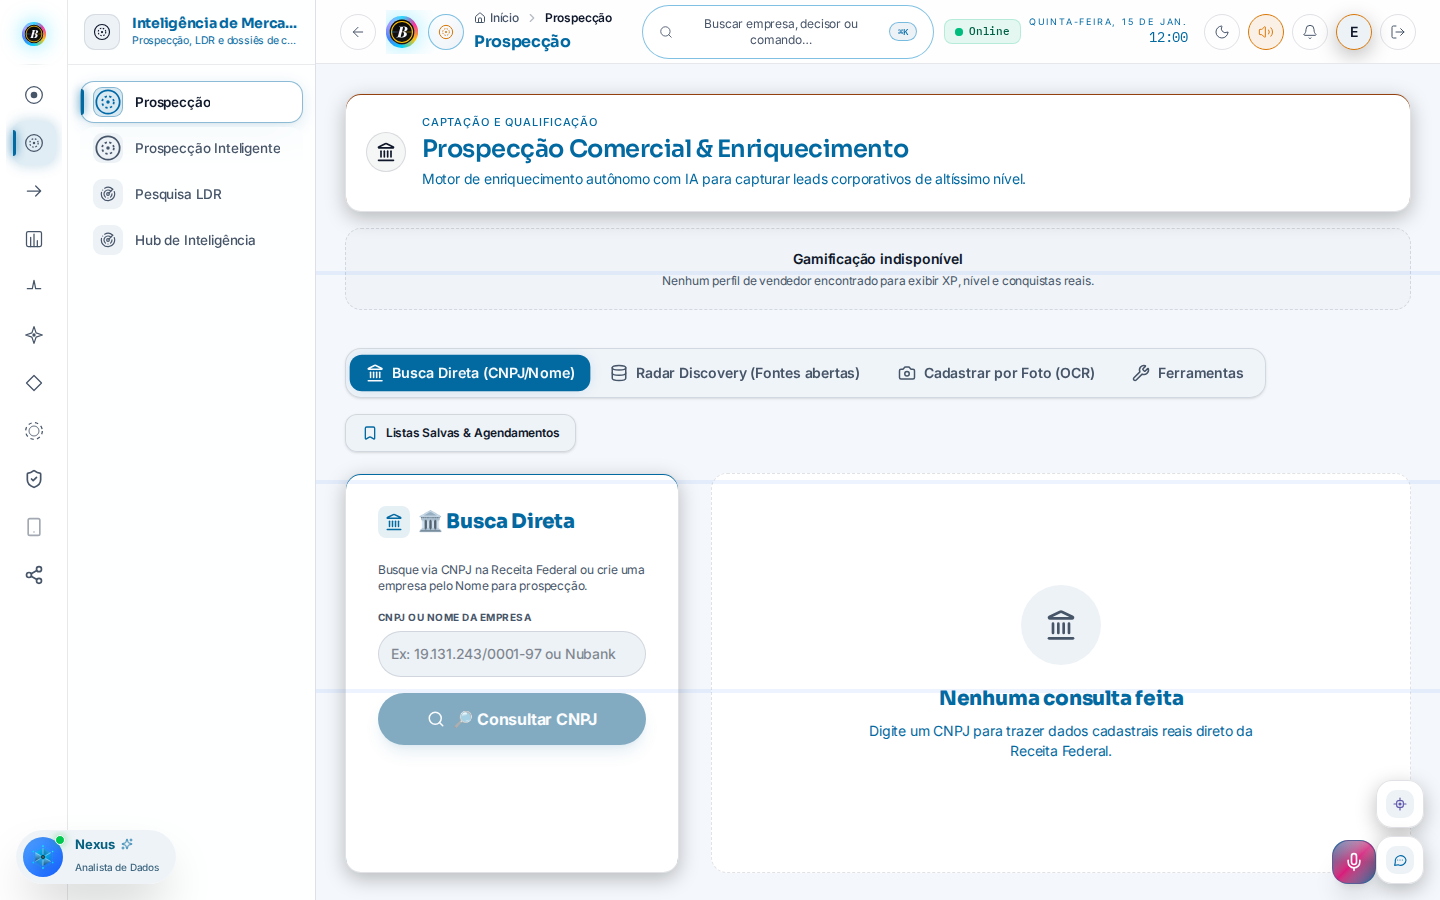 Inteligência de Merca...
Prospecção, LDR e dossiês de c...
Prospecção
Prospecção Inteligente
Pesquisa LDR
Hub de Inteligência
Nexus
Analista de Dados
Início
Prospecção
Prospecção
Buscar empresa, decisor ou
comando...
⌘K
Online
QUINTA-FEIRA, 15 DE JAN.
12:00
E
CAPTAÇÃO E QUALIFICAÇÃO
Prospecção Comercial & Enriquecimento
Motor de enriquecimento autônomo com IA para capturar leads corporativos de altíssimo nível.
Gamificação indisponível
Nenhum perfil de vendedor encontrado para exibir XP, nível e conquistas reais.
Busca Direta (CNPJ/Nome)
Radar Discovery (Fontes abertas)
Cadastrar por Foto (OCR)
Ferramentas
Listas Salvas & Agendamentos
🏛️ Busca Direta
Busque via CNPJ na Receita Federal ou crie uma
empresa pelo Nome para prospecção.
CNPJ OU NOME DA EMPRESA
Ex: 19.131.243/0001-97 ou Nubank
🔎 Consultar CNPJ
Nenhuma consulta feita
Digite um CNPJ para trazer dados cadastrais reais direto da
Receita Federal.